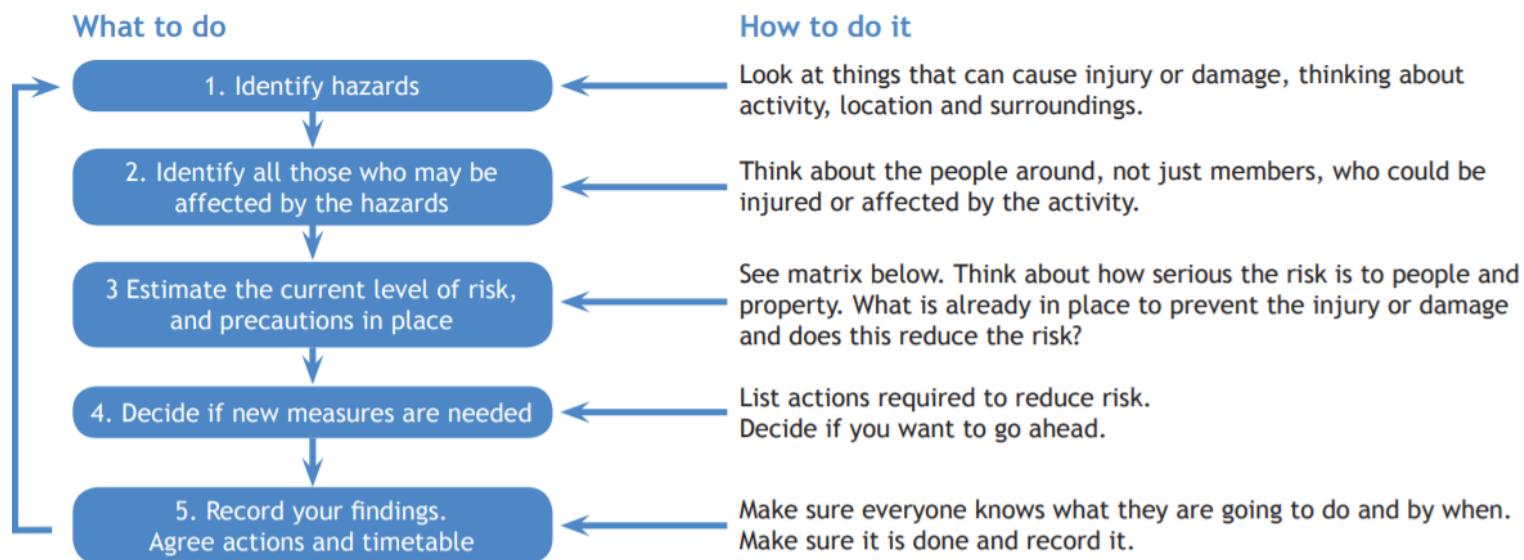 What to do
How to do it
1. Identify hazards
Look at things that can cause injury or damage, thinking about
activity, location and surroundings.
2. Identify all those who may be
affected by the hazards
Think about the people around, not just members, who could be
injured or affected by the activity.
3 Estimate the current level of risk,
and precautions in place
See matrix below. Think about how serious the risk is to people and
property. What is already in place to prevent the injury or damage
and does this reduce the risk?
4. Decide if new measures are needed
List actions required to reduce risk.
Decide if you want to go ahead.
5. Record your findings.
Agree actions and timetable
Make sure everyone knows what they are going to do and by when.
Make sure it is done and record it.